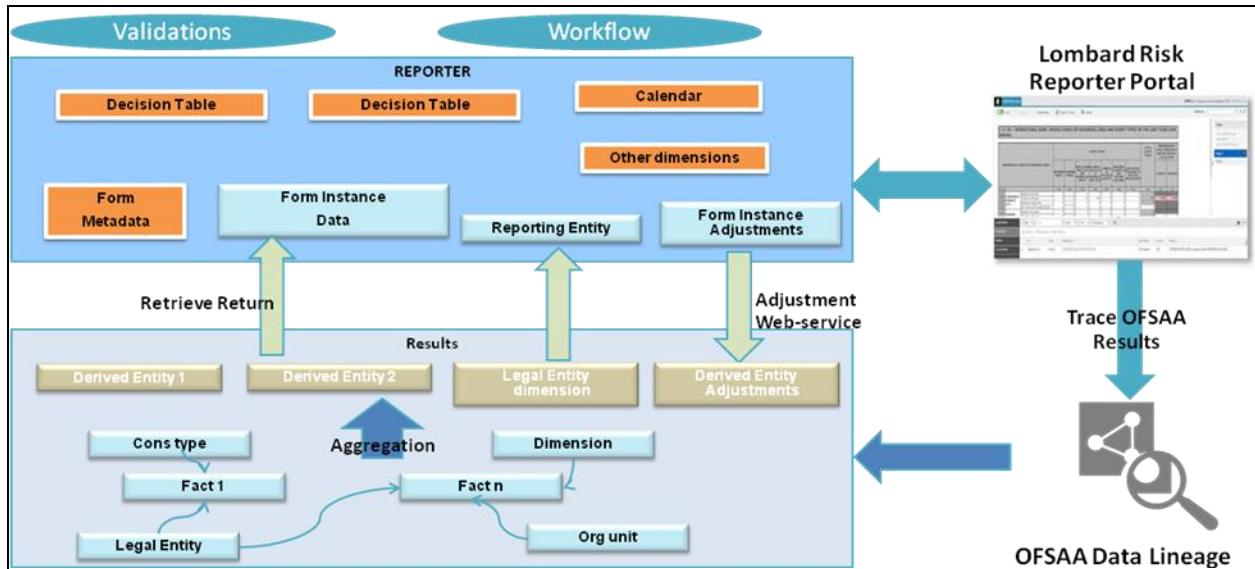 Validations
Workflow
REPORTER
Decision Table
Decision Table
Calendar
Other dimensions
Form
Metadata
Form Instance
Data
Reporting Entity
Form Instance
Adjustments
Lombard Risk
Reporter Portal
Retrieve Return
Adjustment
Web-service
Trace OFSAA
Results
Results
Derived Entity 1
Derived Entity 2
Legal Entity
dimension
Derived Entity
Adjustments
Cons type
Aggregation
Dimension
Fact 1
Fact n
Legal Entity
Org unit
OFSAA Data Lineage